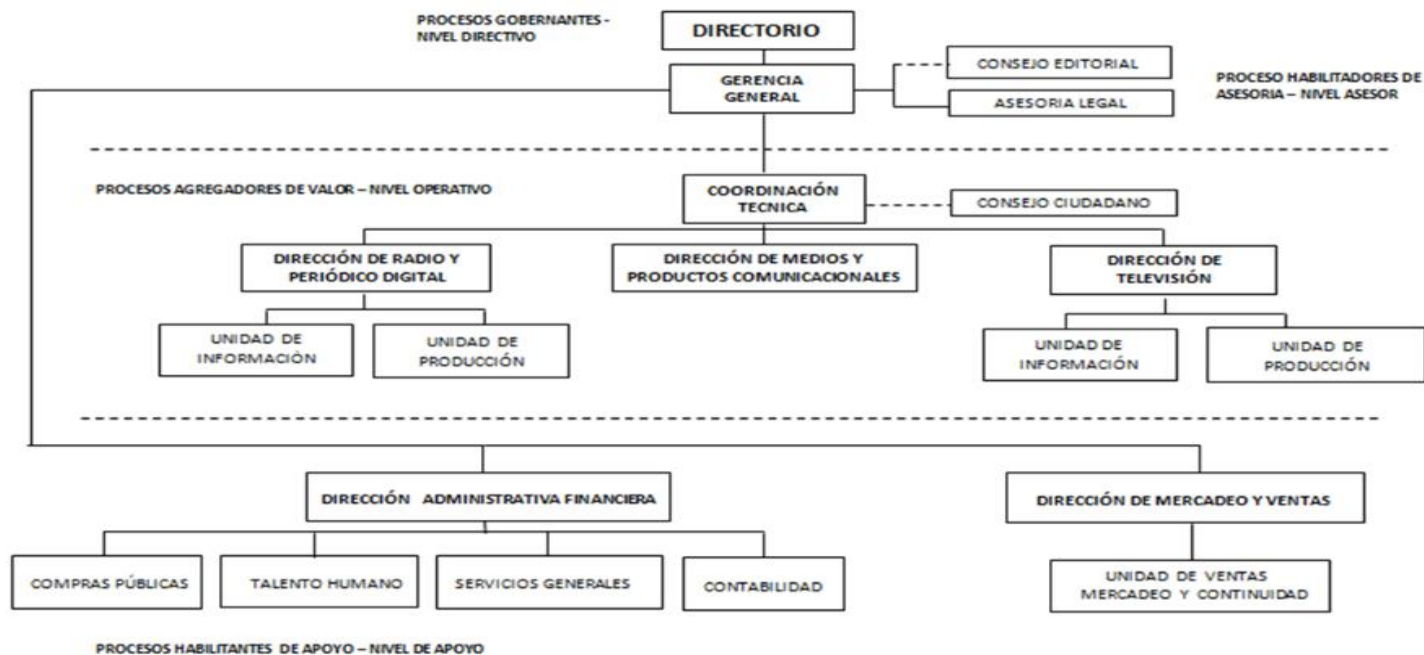 PROCESOS GOBERNANTES -
NIVEL DIRECTIVO
DIRECTORIO
GERENCIA
GENERAL
CONSEJO EDITORIAL
ASESORIA LEGAL
PROCESO HABILITADORES DE
ASESORIA – NIVEL ASESOR
PROCESOS AGREGADORES DE VALOR – NIVEL OPERATIVO
COORDINACIÓN
TECNICA
CONSEJO CIUDADANO
DIRECCIÓN DE RADIO Y
PERIÓDICO DIGITAL
DIRECCIÓN DE MEDIOS Y
PRODUCTOS COMUNICACIONALES
DIRECCIÓN DE
TELEVISIÓN
UNIDAD DE
INFORMACIÓN
UNIDAD DE
PRODUCCIÓN
UNIDAD DE
INFORMACIÓN
UNIDAD DE
PRODUCCIÓN
DIRECCIÓN ADMINISTRATIVA FINANCIERA
DIRECCIÓN DE MERCADEO Y VENTAS
COMPRAS PÚBLICAS
TALENTO HUMANO
SERVICIOS GENERALES
CONTABILIDAD
UNIDAD DE VENTAS
MERCADEO Y CONTINUIDAD
PROCESOS HABILITANTES DE APOYO – NIVEL DE APOYO